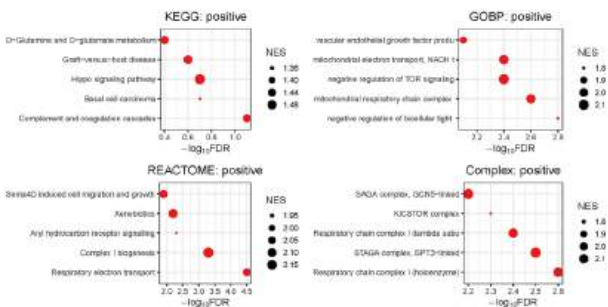 KEGG: positive
D-Glutamine and D-glutamate metabolism
Graft-versus-host disease
Hippo signaling pathway
Basal cell carcinoma
Complement and coagulation cascades
0.4 0.6 0.8 1.0
−log₁₀FDR
NES
1.36
1.40
1.44
1.48
GOBP: positive
vascular endothelial growth factor produ
mitochondrial electron transport, NADH t
negative regulation of TOR signaling
mitochondrial respiratory chain complex
negative regulation of bicellular tight
2.2 2.4 2.6 2.8
−log₁₀FDR
NES
1.8
1.9
2.0
2.1
REACTOME: positive
Sema4D induced cell migration and growth
Xenobiotics
Aryl hydrocarbon receptor signalling
Complex I biogenesis
Respiratory electron transport
2.0 2.5 3.0 3.5 4.0 4.5
−log₁₀FDR
NES
1.95
2.00
2.05
2.10
2.15
Complex: positive
SAGA complex, GCN5-linked
KICSTOR complex
Respiratory chain complex I (lambda subu
STAGA complex, SPT3-linked
Respiratory chain complex I (holoenzyme)
2.2 2.3 2.4 2.5 2.6
−log₁₀FDR
NES
1.8
1.9
2.0
2.1